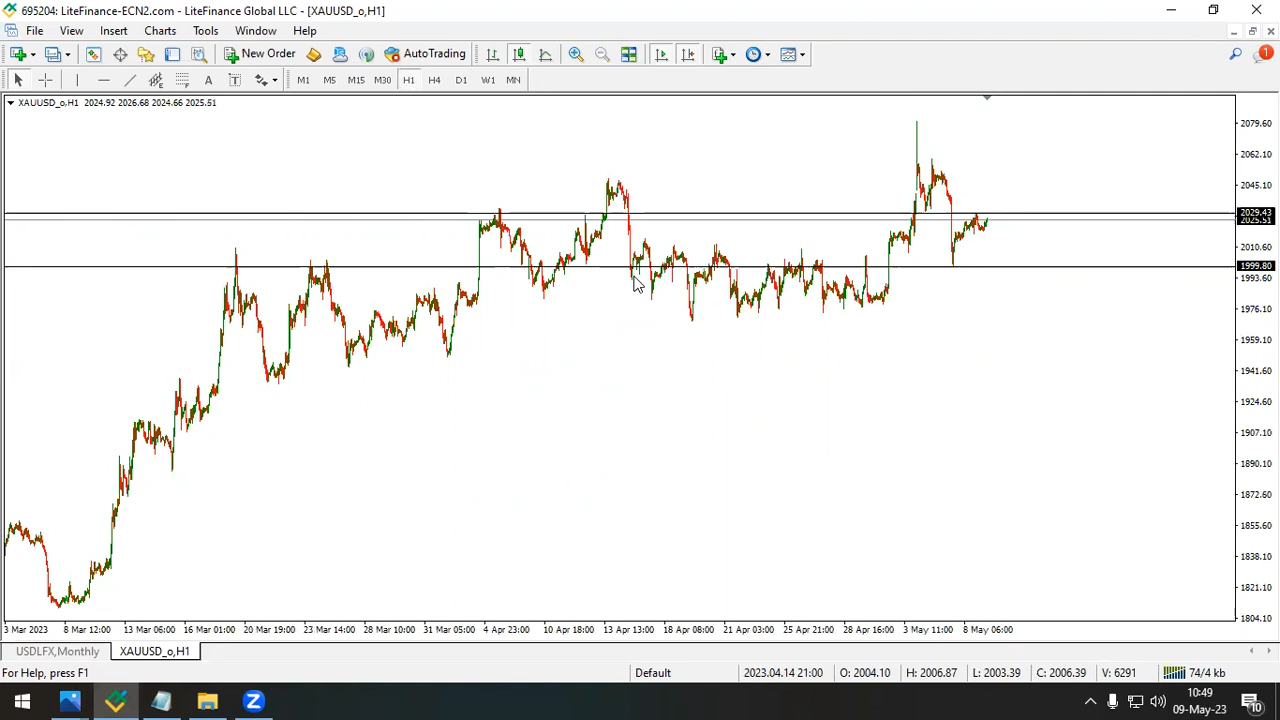 695204: LiteFinance-ECN2.com - LiteFinance Global LLC - [XAUUSD_o,H1]
File View Insert Charts Tools Options Window Help
New Order AutoTrading 1
A T M1 M5 M15 M30 H1 H4 D1 W1 MN
XAUUSD_o,H1 2024.92 2026.68 2024.66 2025.51
2079.60
2062.10
2045.10
2029.43
2025.51
2010.60
1999.80
1993.60
1976.10
1959.10
1941.60
1924.60
1907.10
1890.10
1872.60
1855.60
1838.10
1821.10
1804.10
3 Mar 2023 8 Mar 12:00 13 Mar 06:00 16 Mar 01:00 20 Mar 19:00 23 Mar 14:00 28 Mar 10:00 31 Mar 05:00 4 Apr 23:00 10 Apr 18:00 13 Apr 13:00 18 Apr 08:00 21 Apr 03:00 25 Apr 21:00 28 Apr 16:00 3 May 11:00 8 May 06:00
USDLFX,Monthly XAUUSD_o,H1
For Help, press F1 Default 2023.04.14 21:00 O: 2004.10 H: 2006.87 L: 2003.39 C: 2006.39 V: 6291 74/4 kb
10:49
09-May-23
10